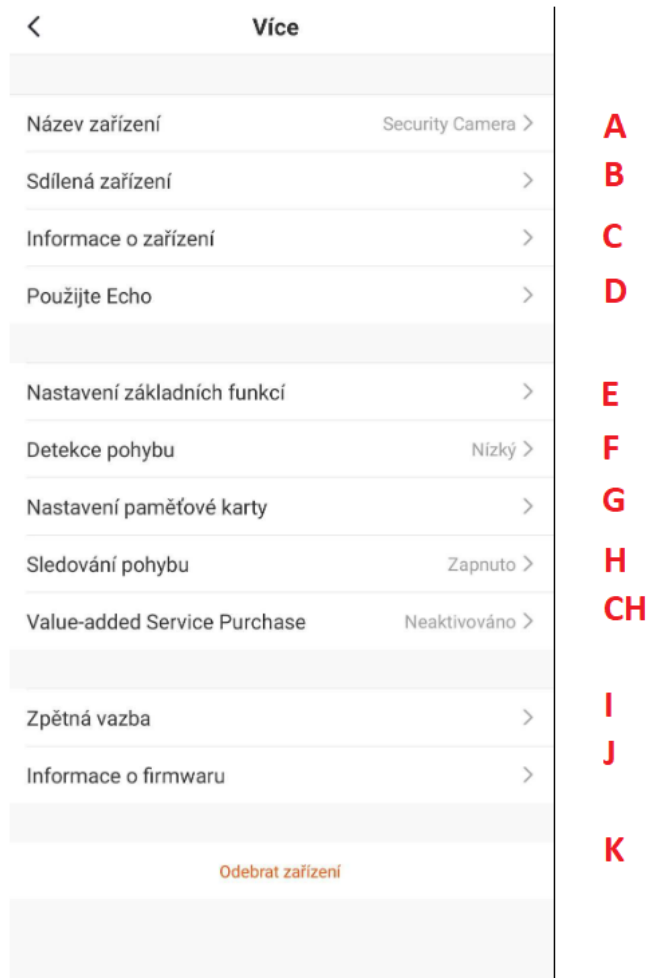 Více
Název zařízení Security Camera A
Sdílená zařízení B
Informace o zařízení C
Použijte Echo D
Nastavení základních funkcí E
Detekce pohybu Nízký F
Nastavení paměťové karty G
Sledování pohybu Zapnuto H
Value-added Service Purchase Neaktivováno CH
Zpětná vazba I
Informace o firmwaru J
Odebrat zařízení K